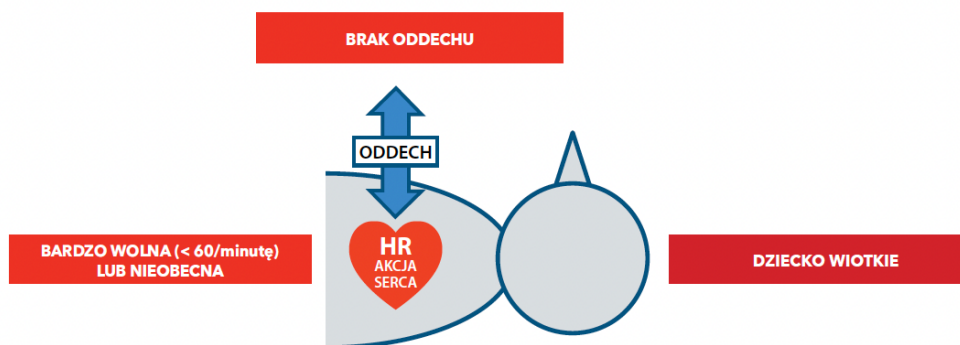 BRAK ODDECHU
ODDECH
BARDZO WOLNA (< 60/minutę)
LUB NIEOBECNA
HR
AKCJA
SERCA
DZIECKO WIOTKIE